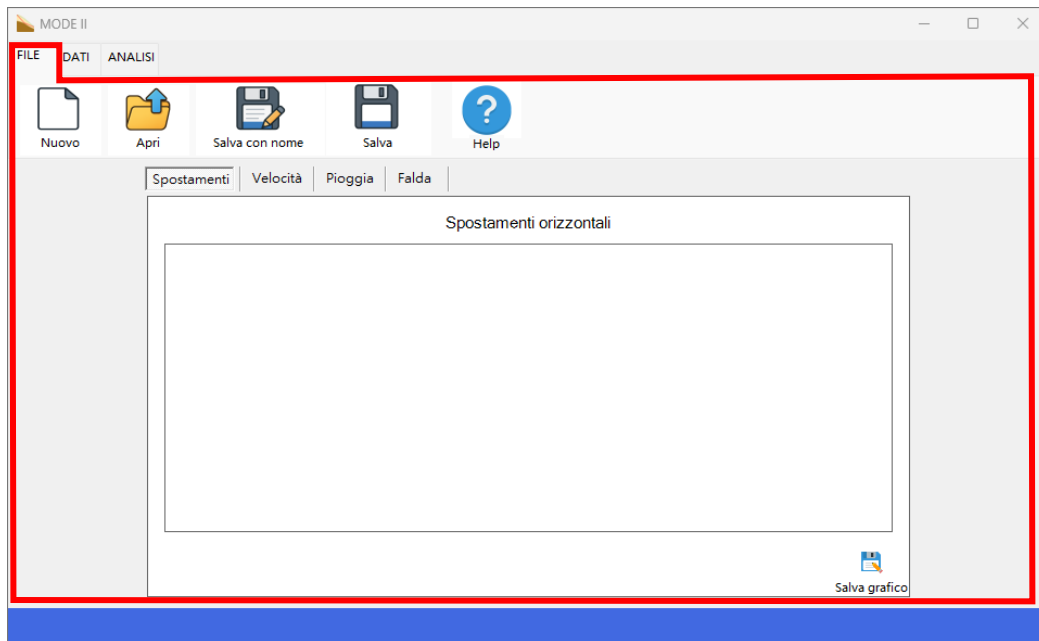 MODE II
FILE DATI ANALISI
Nuovo Apri Salva con nome Salva Help
Spostamenti Velocità Pioggia Falda
Spostamenti orizzontali
Salva grafico